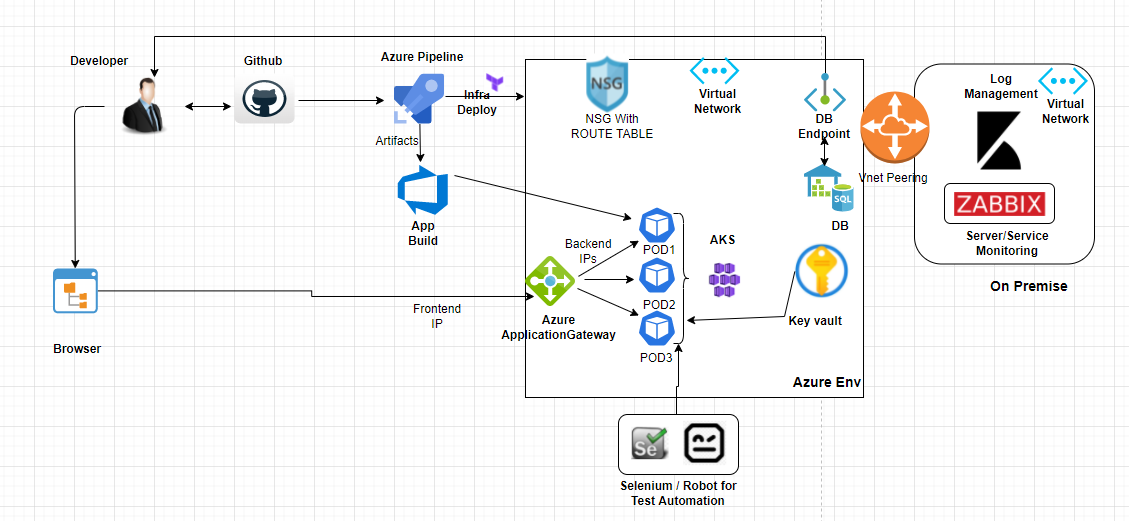 Developer
Github
Azure Pipeline
Infra
Deploy
Artifacts
App
Build
NSG
NSG With
ROUTE TABLE
Virtual
Network
DB
Endpoint
SQL
DB
Vnet Peering
Log
Management
Virtual
Network
ZABBIX
Server/Service
Monitoring
On Premise
Backend
IPs
POD1
POD2
POD3
AKS
Key vault
Azure
ApplicationGateway
Frontend
IP
Browser
Azure Env
Se
Selenium / Robot for
Test Automation